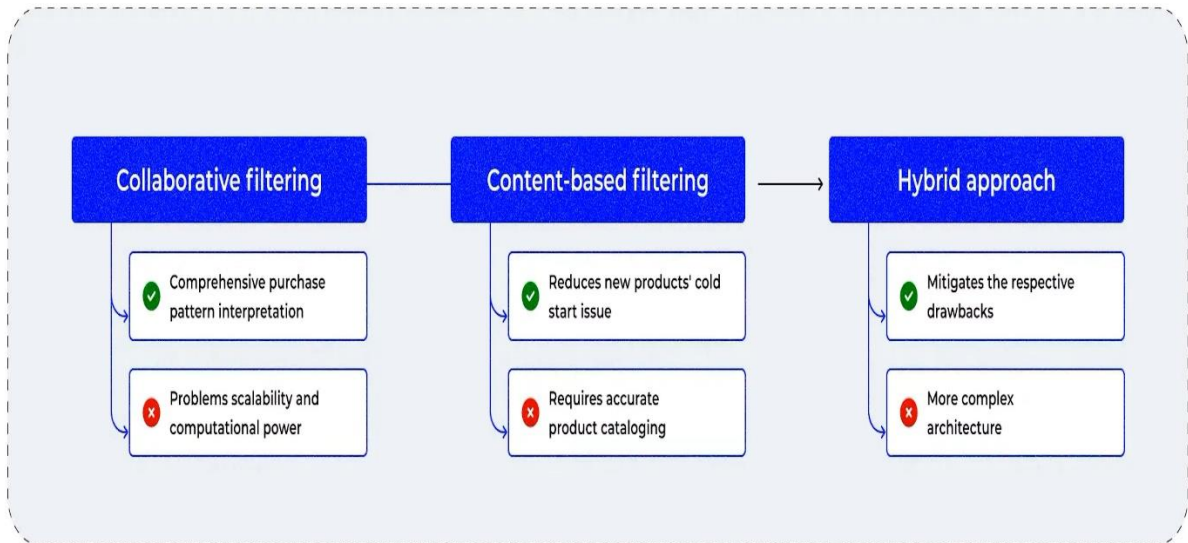 Collaborative filtering
Comprehensive purchase
pattern interpretation
Problems scalability and
computational power
Content-based filtering
Reduces new products' cold
start issue
Requires accurate
product cataloging
Hybrid approach
Mitigates the respective
drawbacks
More complex
architecture